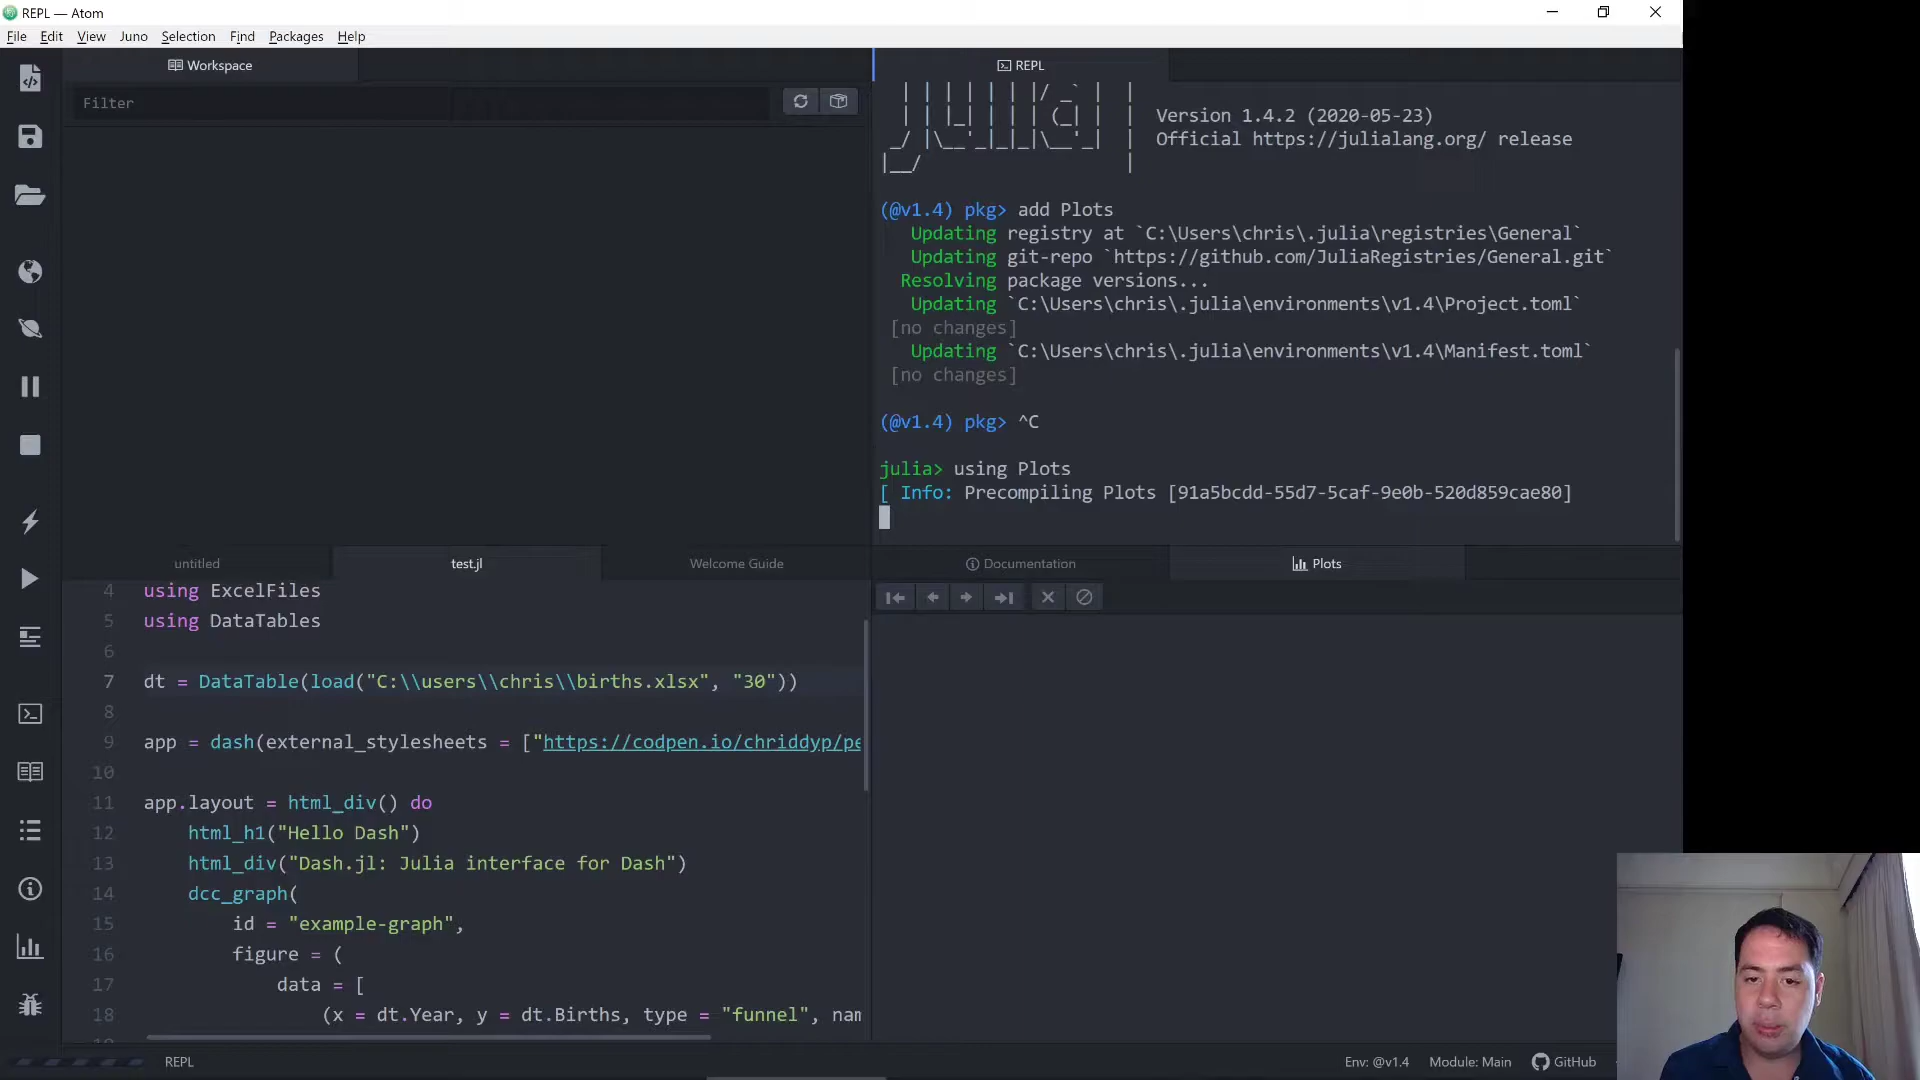 REPL — Atom
File Edit View Juno Selection Find Packages Help
Workspace
Filter
REPL
Version 1.4.2 (2020-05-23)
Official https://julialang.org/ release
(@v1.4) pkg> add Plots
Updating registry at `C:\Users\chris\.julia\registries\General`
Updating git-repo `https://github.com/JuliaRegistries/General.git`
Resolving package versions...
Updating `C:\Users\chris\.julia\environments\v1.4\Project.toml`
[no changes]
Updating `C:\Users\chris\.julia\environments\v1.4\Manifest.toml`
[no changes]
(@v1.4) pkg> ^C
julia> using Plots
[ Info: Precompiling Plots [91a5bcdd-55d7-5caf-9e0b-520d859cae80]
untitled test.jl Welcome Guide
Documentation Plots
4 using ExcelFiles
5 using DataTables
6
7 dt = DataTable(load("C:\\users\\chris\\births.xlsx", "30"))
8
9 app = dash(external_stylesheets = ["https://codpen.io/chriddyp/pe
10
11 app.layout = html_div() do
12 html_h1("Hello Dash")
13 html_div("Dash.jl: Julia interface for Dash")
14 dcc_graph(
15 id = "example-graph",
16 figure = (
17 data = [
18 (x = dt.Year, y = dt.Births, type = "funnel", nam
REPL
Env: @v1.4 Module: Main GitHub